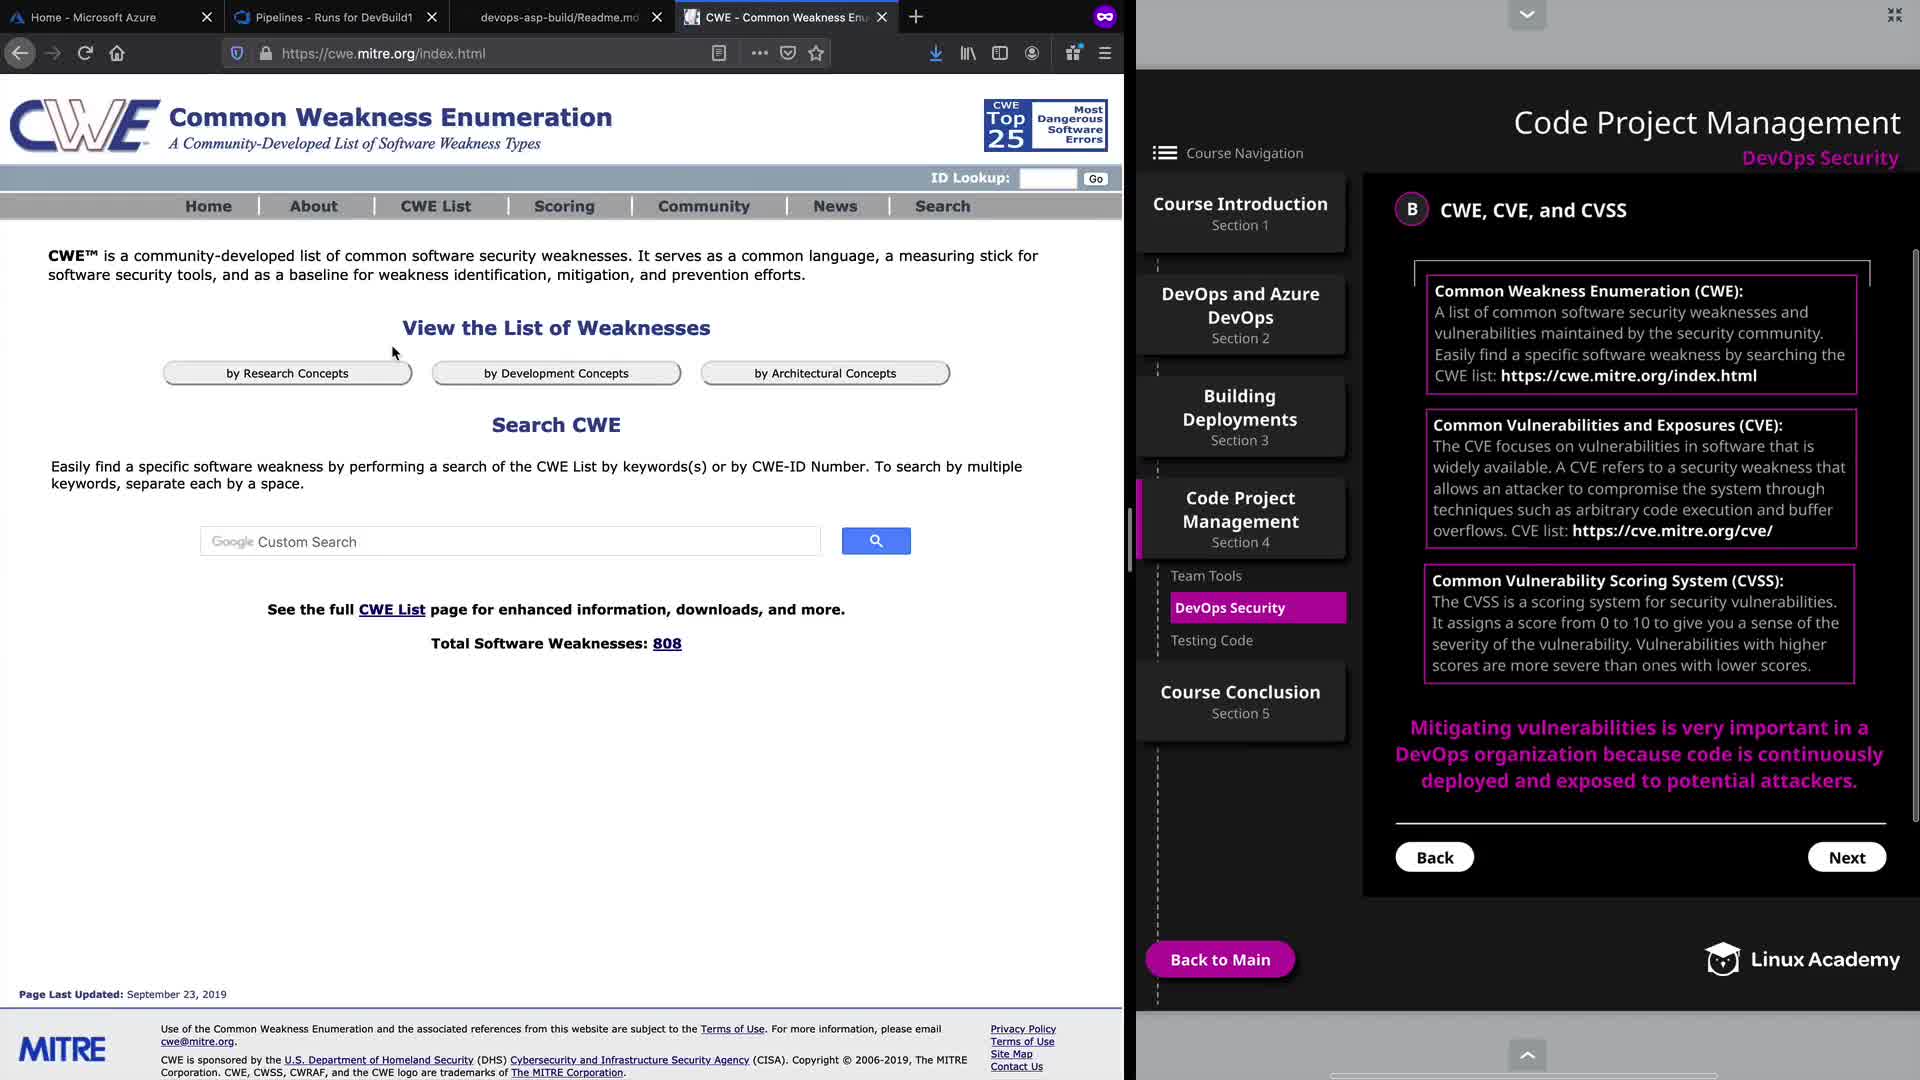 Home - Microsoft Azure
Pipelines - Runs for DevBuild1
devops-asp-build/Readme.md
CWE - Common Weakness Enu
https://cwe.mitre.org/index.html
CWE
Common Weakness Enumeration
A Community-Developed List of Software Weakness Types
CWE
Top
25
Most
Dangerous
Software
Errors
ID Lookup:
Go
Home
About
CWE List
Scoring
Community
News
Search
CWE™ is a community-developed list of common software security weaknesses. It serves as a common language, a measuring stick for
software security tools, and as a baseline for weakness identification, mitigation, and prevention efforts.
View the List of Weaknesses
by Research Concepts
by Development Concepts
by Architectural Concepts
Search CWE
Easily find a specific software weakness by performing a search of the CWE List by keywords(s) or by CWE-ID Number. To search by multiple
keywords, separate each by a space.
Google Custom Search
See the full CWE List page for enhanced information, downloads, and more.
Total Software Weaknesses: 808
Page Last Updated: September 23, 2019
MITRE
Use of the Common Weakness Enumeration and the associated references from this website are subject to the Terms of Use. For more information, please email
cwe@mitre.org.
CWE is sponsored by the U.S. Department of Homeland Security (DHS) Cybersecurity and Infrastructure Security Agency (CISA). Copyright © 2006-2019, The MITRE
Corporation. CWE, CWSS, CWRAF, and the CWE logo are trademarks of The MITRE Corporation.
Privacy Policy
Terms of Use
Site Map
Contact Us
Code Project Management
DevOps Security
Course Navigation
Course Introduction
Section 1
DevOps and Azure
DevOps
Section 2
Building
Deployments
Section 3
Code Project
Management
Section 4
Team Tools
DevOps Security
Testing Code
Course Conclusion
Section 5
Back to Main
B
CWE, CVE, and CVSS
Common Weakness Enumeration (CWE):
A list of common software security weaknesses and
vulnerabilities maintained by the security community.
Easily find a specific software weakness by searching the
CWE list: https://cwe.mitre.org/index.html
Common Vulnerabilities and Exposures (CVE):
The CVE focuses on vulnerabilities in software that is
widely available. A CVE refers to a security weakness that
allows an attacker to compromise the system through
techniques such as arbitrary code execution and buffer
overflows. CVE list: https://cve.mitre.org/cve/
Common Vulnerability Scoring System (CVSS):
The CVSS is a scoring system for security vulnerabilities.
It assigns a score from 0 to 10 to give you a sense of the
severity of the vulnerability. Vulnerabilities with higher
scores are more severe than ones with lower scores.
Mitigating vulnerabilities is very important in a
DevOps organization because code is continuously
deployed and exposed to potential attackers.
Back
Next
Linux Academy